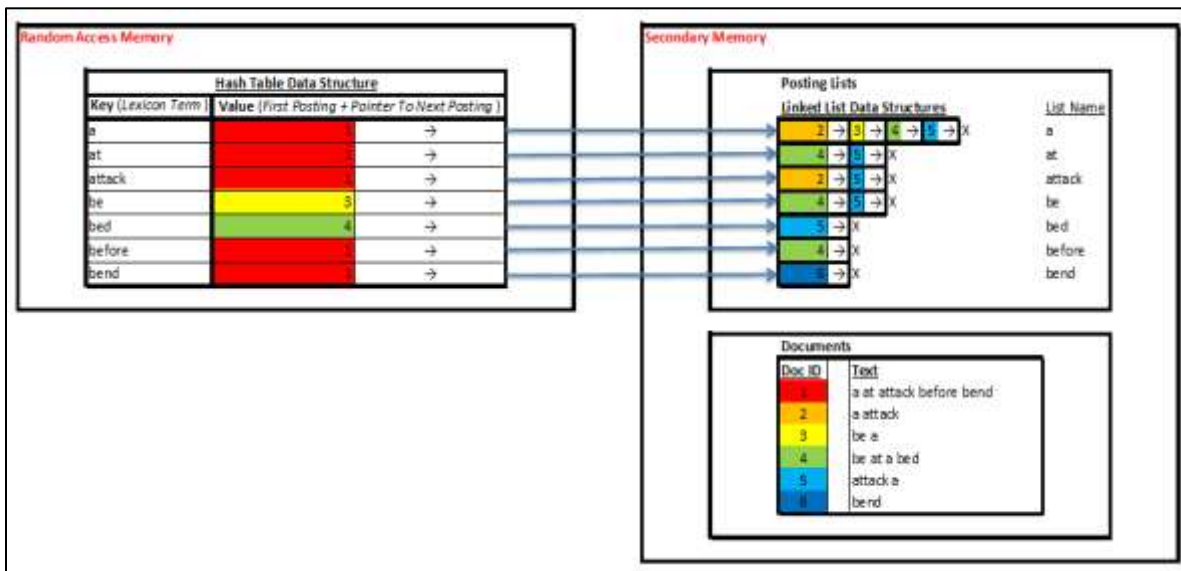 Random Access Memory
Hash Table Data Structure
Key (Lexicon Term) Value (First Posting + Pointer To Next Posting)
a 1 →
at 1 →
attack 1 →
be 3 →
bed 4 →
before 1 →
bend 1 →
Secondary Memory
Posting Lists
Linked List Data Structures List Name
2 → 3 → 4 → 5 → X a
4 → 5 → X at
2 → 5 → X attack
4 → 5 → X be
5 → X bed
4 → X before
6 → X bend
Documents
Doc ID Text
1 a at attack before bend
2 a attack
3 be a
4 be at a bed
5 attack a
6 bend